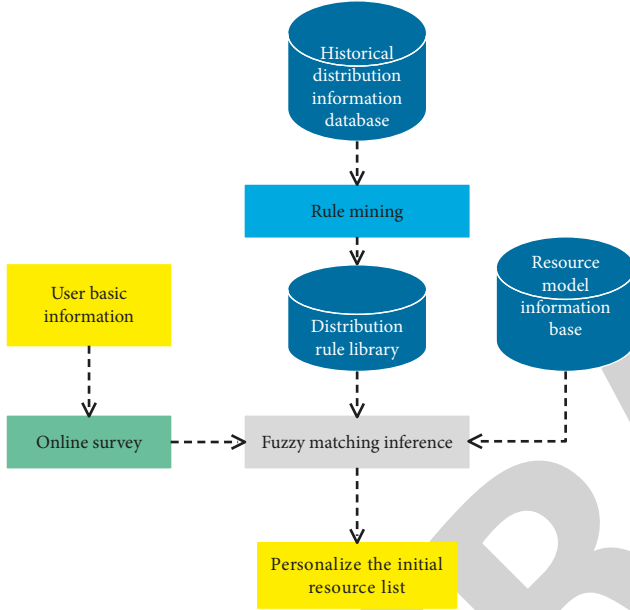 Historical
distribution
information
database
Rule mining
User basic
information
Distribution
rule library
Resource
model
information
base
Online survey
Fuzzy matching inference
Personalize the initial
resource list